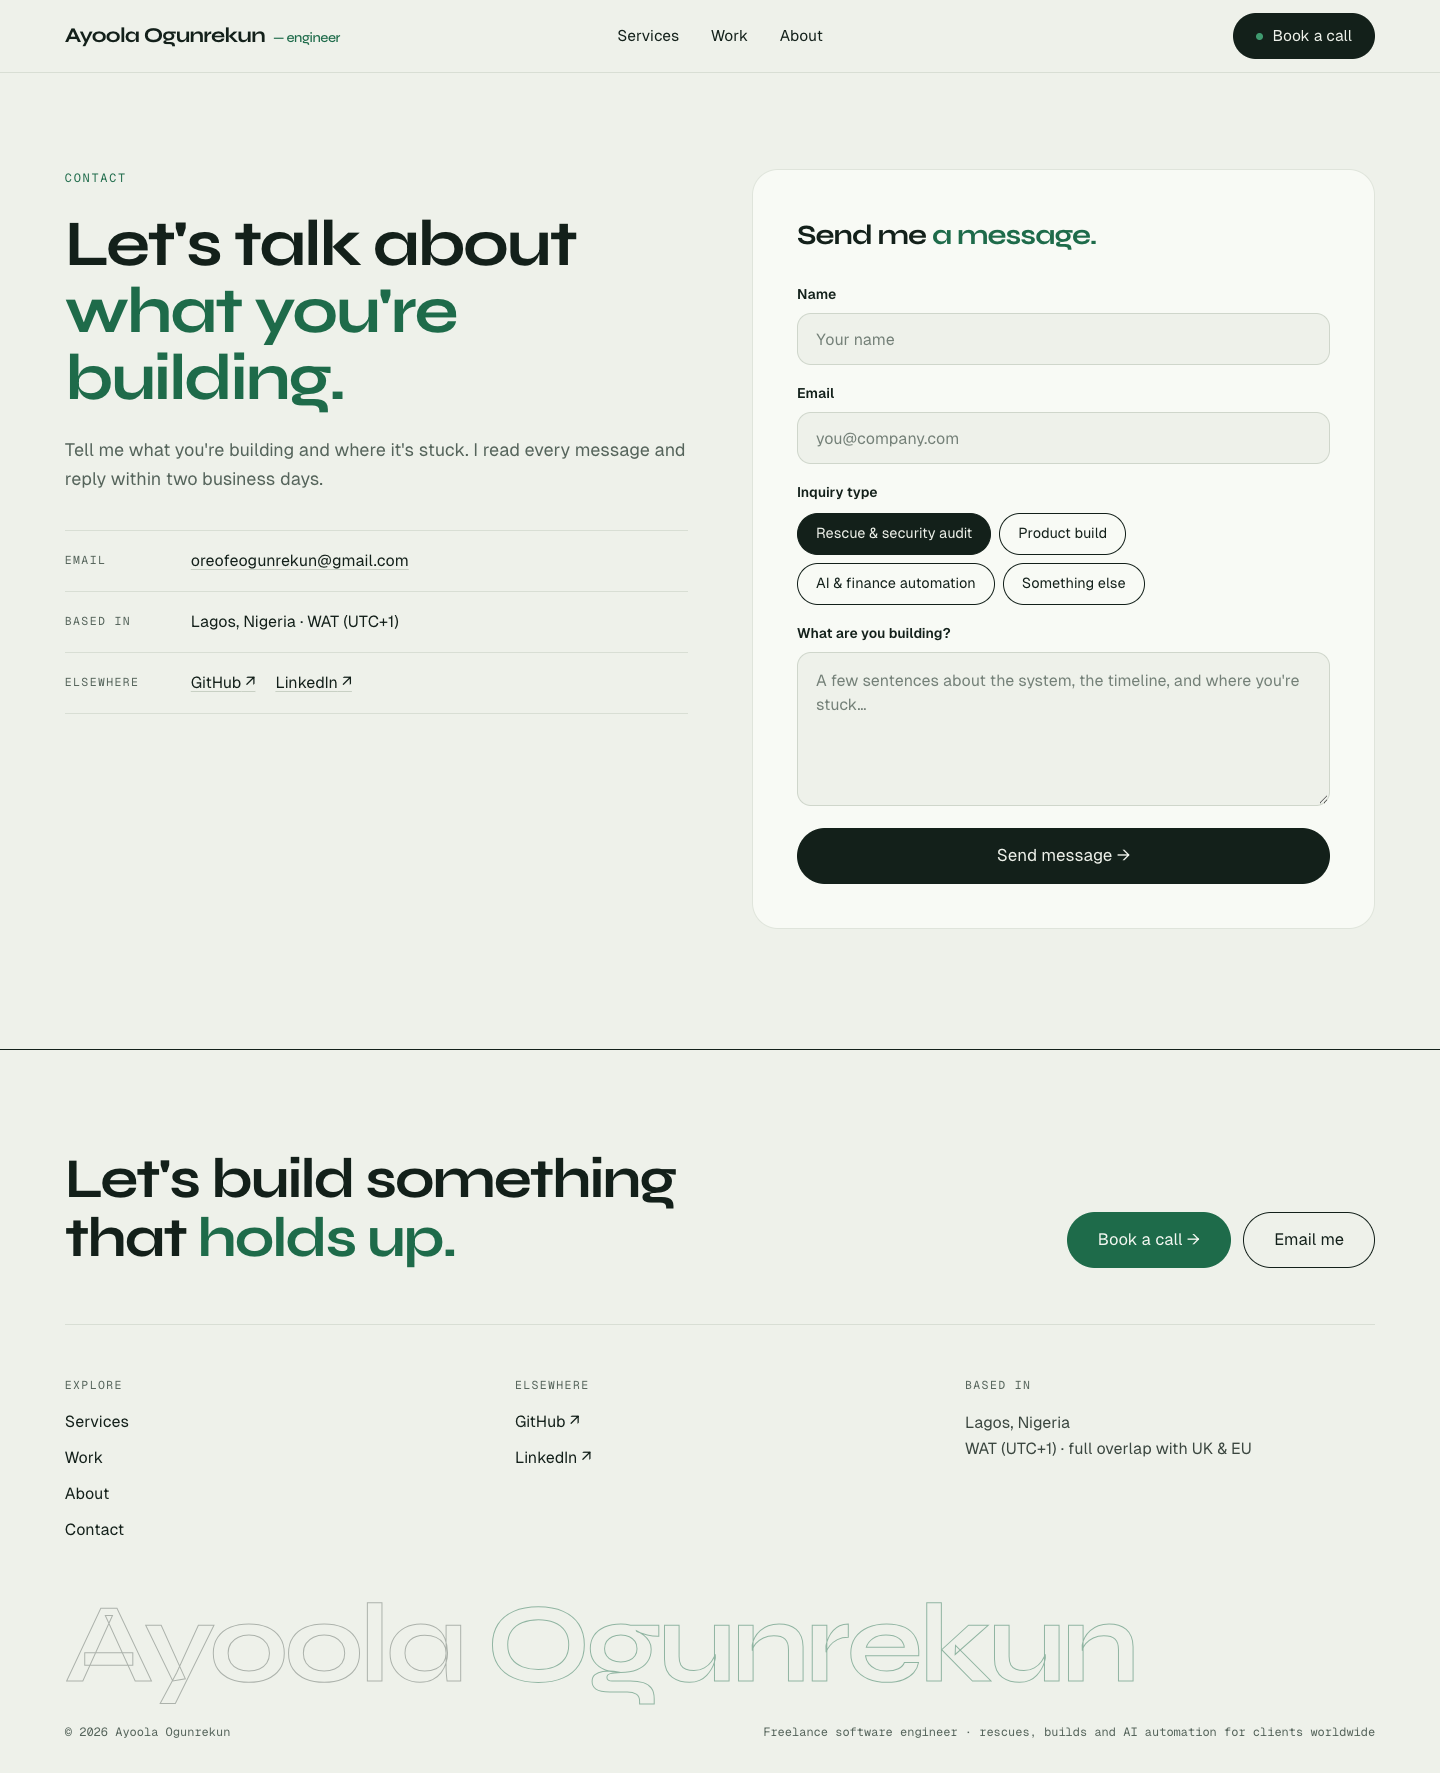 Ayoola Ogunrekun — engineer
Services Work About
Book a call
CONTACT
Let's talk about
what you're
building.
Tell me what you're building and where it's stuck. I read every message and
reply within two business days.
EMAIL oreofeogunrekun@gmail.com
BASED IN Lagos, Nigeria · WAT (UTC+1)
ELSEWHERE GitHub ↗ LinkedIn ↗
Send me a message.
Name
Your name
Email
you@company.com
Inquiry type
Rescue & security audit Product build
AI & finance automation Something else
What are you building?
A few sentences about the system, the timeline, and where you're
stuck…
Send message →
Let's build something
that holds up.
Book a call → Email me
EXPLORE
Services
Work
About
Contact
ELSEWHERE
GitHub ↗
LinkedIn ↗
BASED IN
Lagos, Nigeria
WAT (UTC+1) · full overlap with UK & EU
Ayoola Ogunrekun
© 2026 Ayoola Ogunrekun
Freelance software engineer · rescues, builds and AI automation for clients worldwide